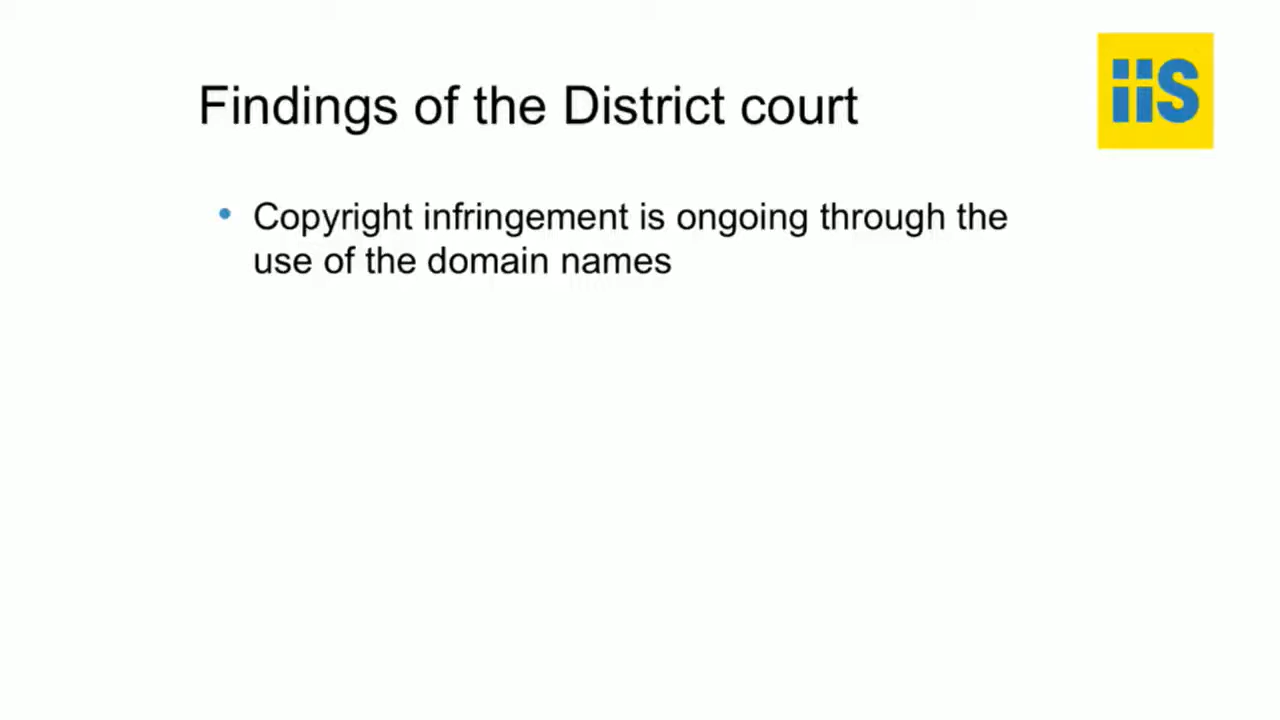 iis
Findings of the District court
• Copyright infringement is ongoing through the
use of the domain names